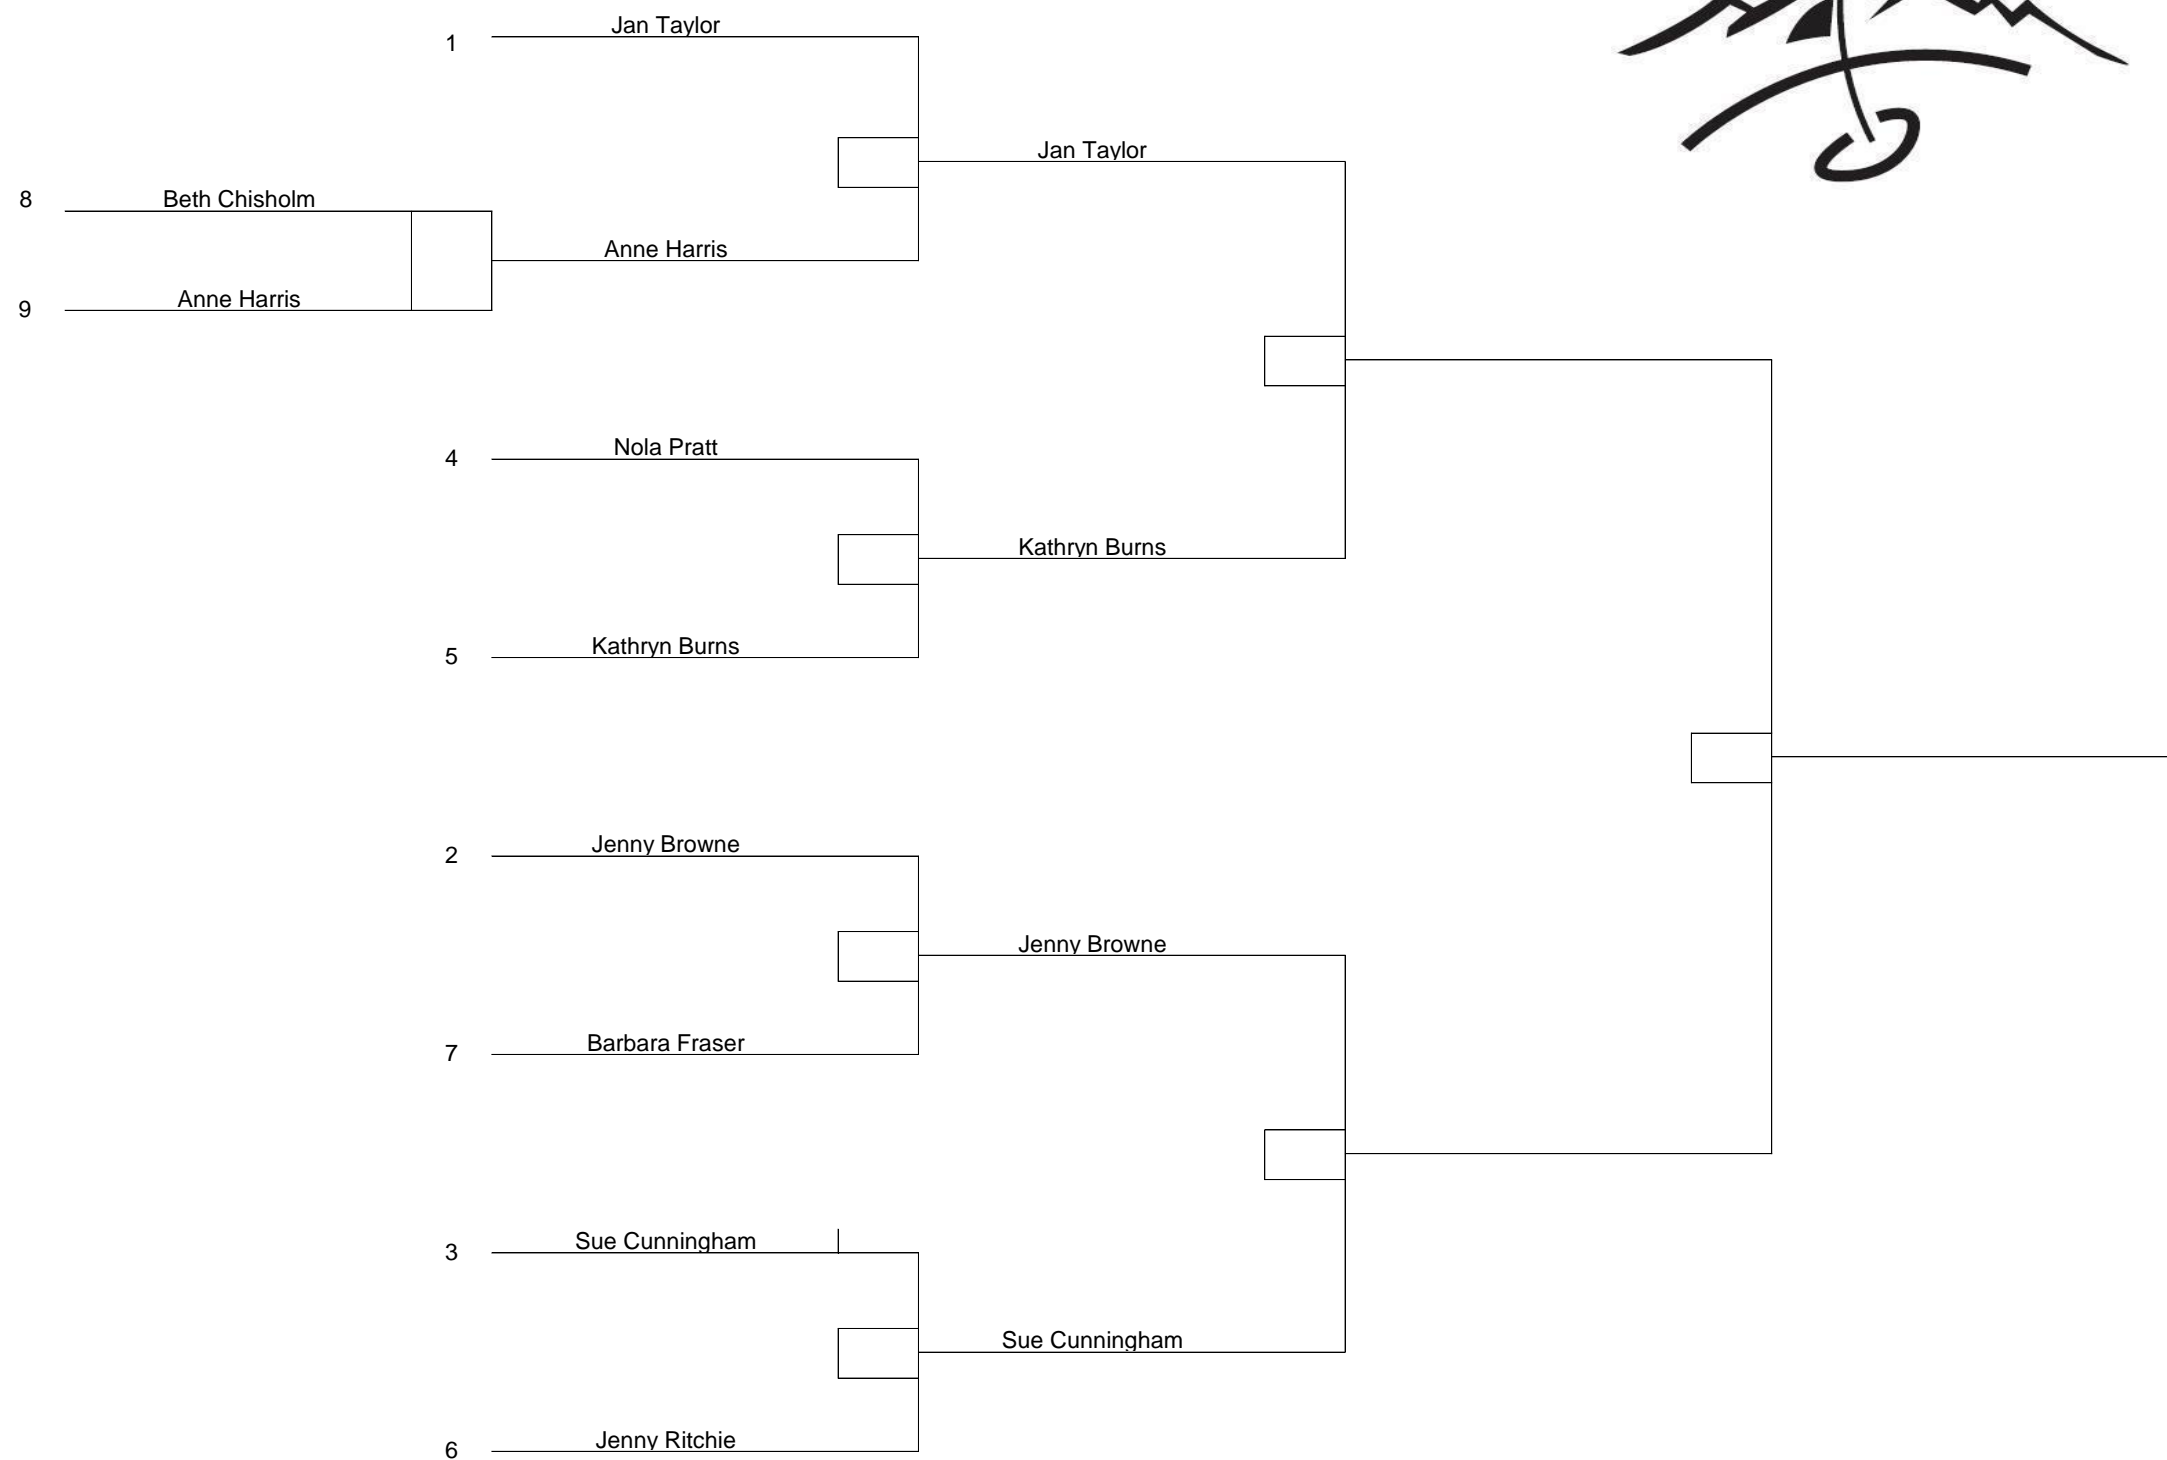 Jan Taylor
1
Jan Taylor
8 Beth Chisholm
Anne Harris
9 Anne Harris
4 Nola Pratt
Kathryn Burns
5 Kathryn Burns
2 Jenny Browne
Jenny Browne
7 Barbara Fraser
3 Sue Cunningham
Sue Cunningham
6 Jenny Ritchie